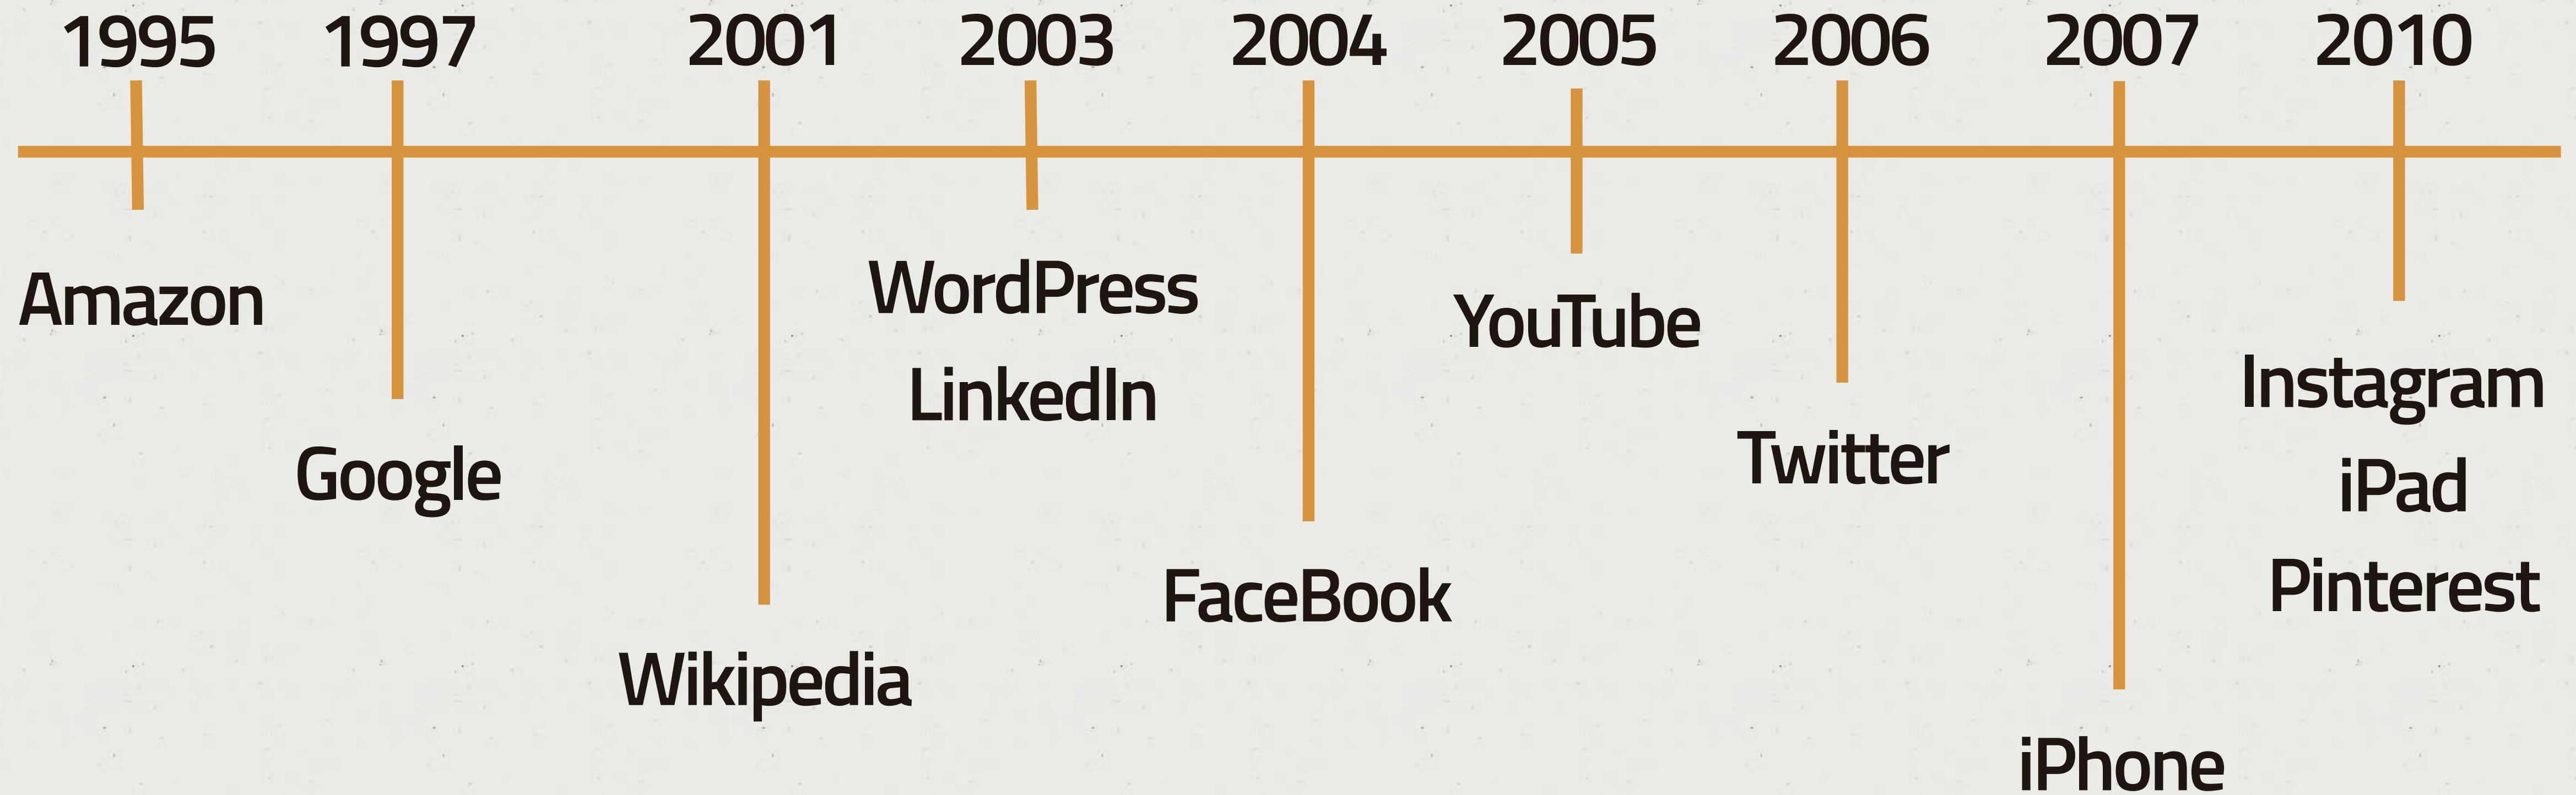 1995 1997 2001 2003 2004 2005 2006 2007 2010
Amazon
Google
Wikipedia
WordPress
LinkedIn
FaceBook
YouTube
Twitter
iPhone
Instagram
iPad
Pinterest